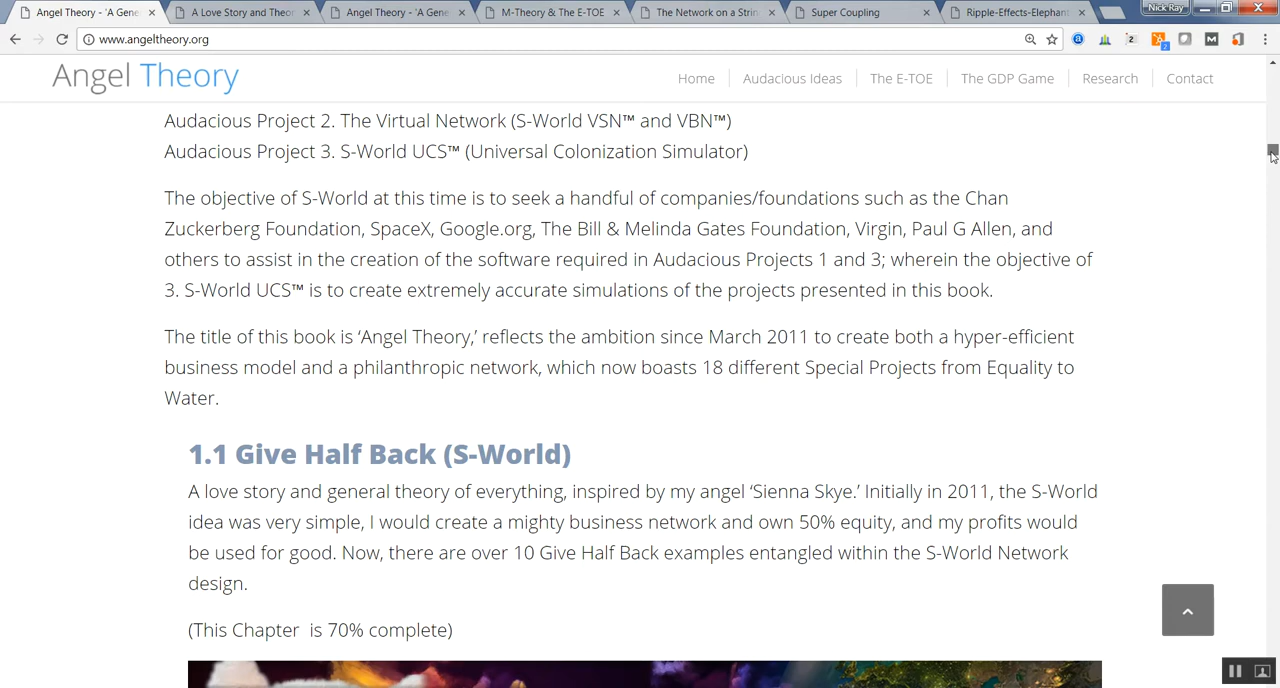 Angel Theory - 'A Gene
A Love Story and Theor
Angel Theory - 'A Gene
M-Theory & The E-TOE
The Network on a Strin
Super Coupling
Ripple-Effects-Elephant
Nick Ray
www.angeltheory.org
Angel Theory
Home
Audacious Ideas
The E-TOE
The GDP Game
Research
Contact
Audacious Project 2. The Virtual Network (S-World VSN™ and VBN™)
Audacious Project 3. S-World UCS™ (Universal Colonization Simulator)
The objective of S-World at this time is to seek a handful of companies/foundations such as the Chan
Zuckerberg Foundation, SpaceX, Google.org, The Bill & Melinda Gates Foundation, Virgin, Paul G Allen, and
others to assist in the creation of the software required in Audacious Projects 1 and 3; wherein the objective of
3. S-World UCS™ is to create extremely accurate simulations of the projects presented in this book.
The title of this book is ‘Angel Theory,’ reflects the ambition since March 2011 to create both a hyper-efficient
business model and a philanthropic network, which now boasts 18 different Special Projects from Equality to
Water.
1.1 Give Half Back (S-World)
A love story and general theory of everything, inspired by my angel ‘Sienna Skye.’ Initially in 2011, the S-World
idea was very simple, I would create a mighty business network and own 50% equity, and my profits would
be used for good. Now, there are over 10 Give Half Back examples entangled within the S-World Network
design.
(This Chapter  is 70% complete)